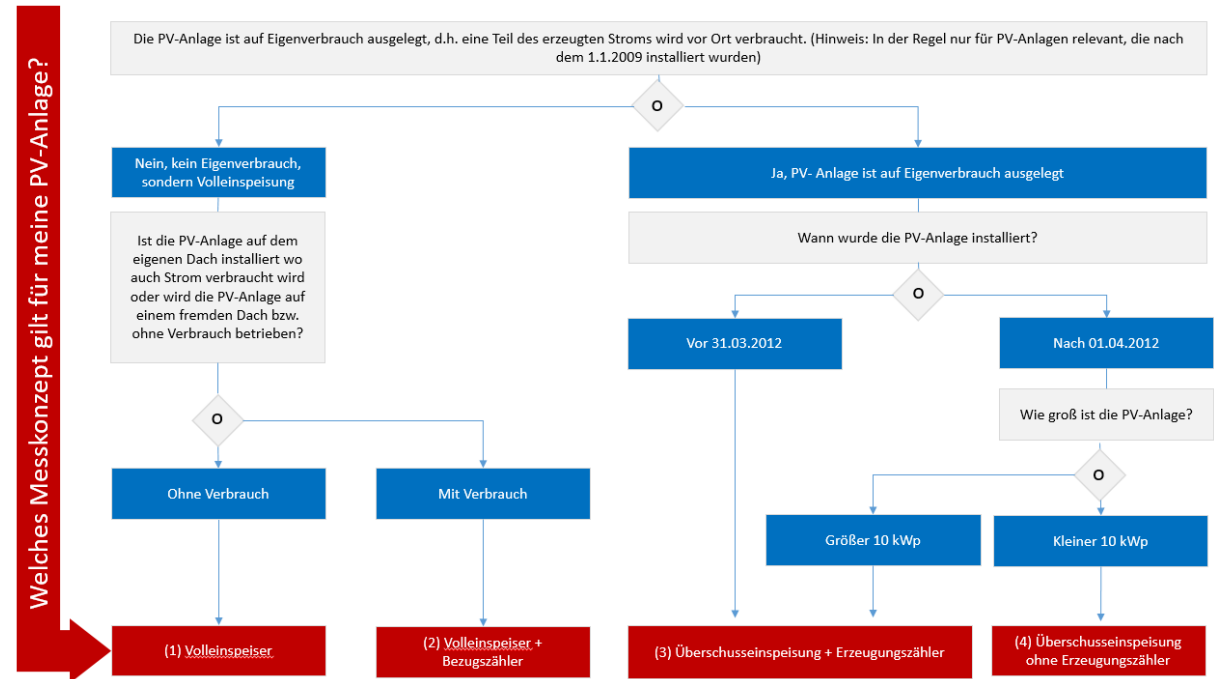 Welches Messkonzept gilt für meine PV-Anlage?
Die PV-Anlage ist auf Eigenverbrauch ausgelegt, d.h. eine Teil des erzeugten Stroms wird vor Ort verbraucht. (Hinweis: In der Regel nur für PV-Anlagen relevant, die nach
dem 1.1.2009 installiert wurden)
O
Nein, kein Eigenverbrauch,
sondern Volleinspeisung
Ja, PV- Anlage ist auf Eigenverbrauch ausgelegt
Ist die PV-Anlage auf dem
eigenen Dach installiert wo
auch Strom verbraucht wird
oder wird die PV-Anlage auf
einem fremden Dach bzw.
ohne Verbrauch betrieben?
Wann wurde die PV-Anlage installiert?
O
Vor 31.03.2012
Nach 01.04.2012
Wie groß ist die PV-Anlage?
O
O
Ohne Verbrauch
Mit Verbrauch
Größer 10 kWp
Kleiner 10 kWp
(1) Volleinspeiser
(2) Volleinspeiser +
Bezugszähler
(3) Überschusseinspeisung + Erzeugungszähler
(4) Überschusseinspeisung
ohne Erzeugungszähler